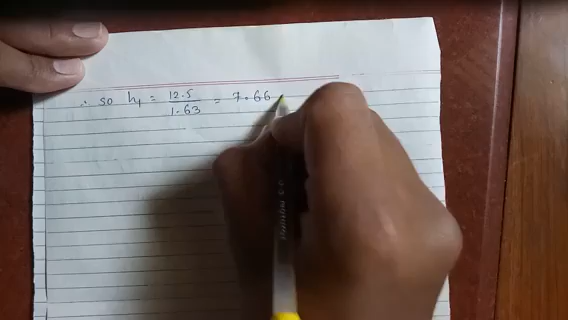 ∴ so h₁ = 12.5/1.63 = 7.66